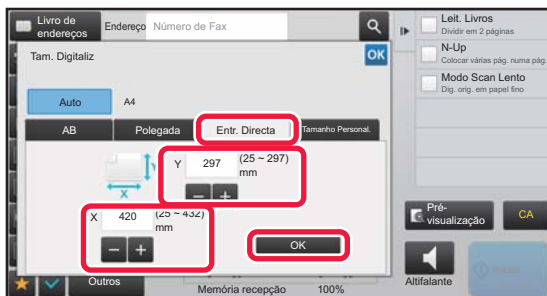 Livro de
endereços
Endereço
Número de Fax
Leit. Livros
Dividir em 2 páginas
N-Up
Colocar várias pág. numa pág.
Modo Scan Lento
Dig. orig. em papel fino
Tam. Digitaliz
OK
Auto
A4
AB
Polegada
Entr. Directa
Tamanho Personal.
Y
X
Y 297 (25 ~ 297)
mm
X 420 (25 ~ 432)
mm
OK
Pré-
visualização
CA
Outros
Memória recepção 100%
Altifalante
Iniciar